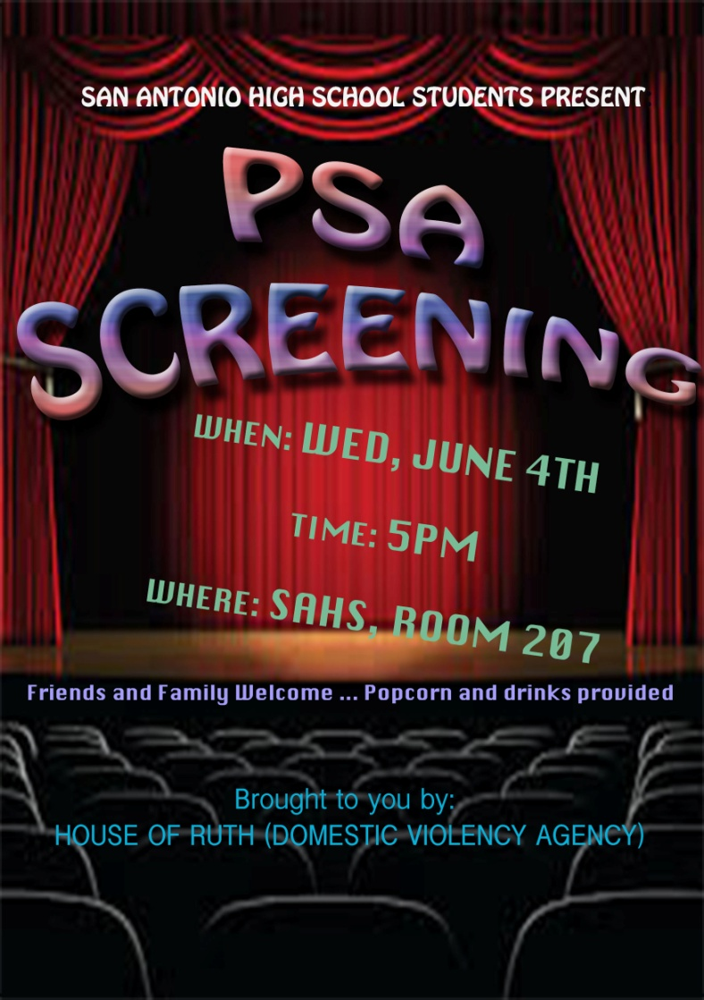 SAN ANTONIO HIGH SCHOOL STUDENTS PRESENT
PSA
SCREENING
WHEN: WED, JUNE 4TH
TIME: 5PM
WHERE: SAHS, ROOM 207
Friends and Family Welcome ... Popcorn and drinks provided
Brought to you by:
HOUSE OF RUTH (DOMESTIC VIOLENCY AGENCY)